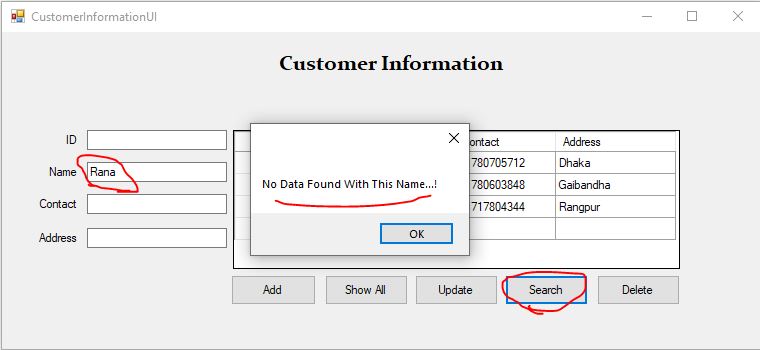 CustomerInformationUI
Customer Information
ID
Name Rana
Contact
Address
ontact Address
780705712 Dhaka
780603848 Gaibandha
717804344 Rangpur
No Data Found With This Name...!
OK
Add Show All Update Search Delete